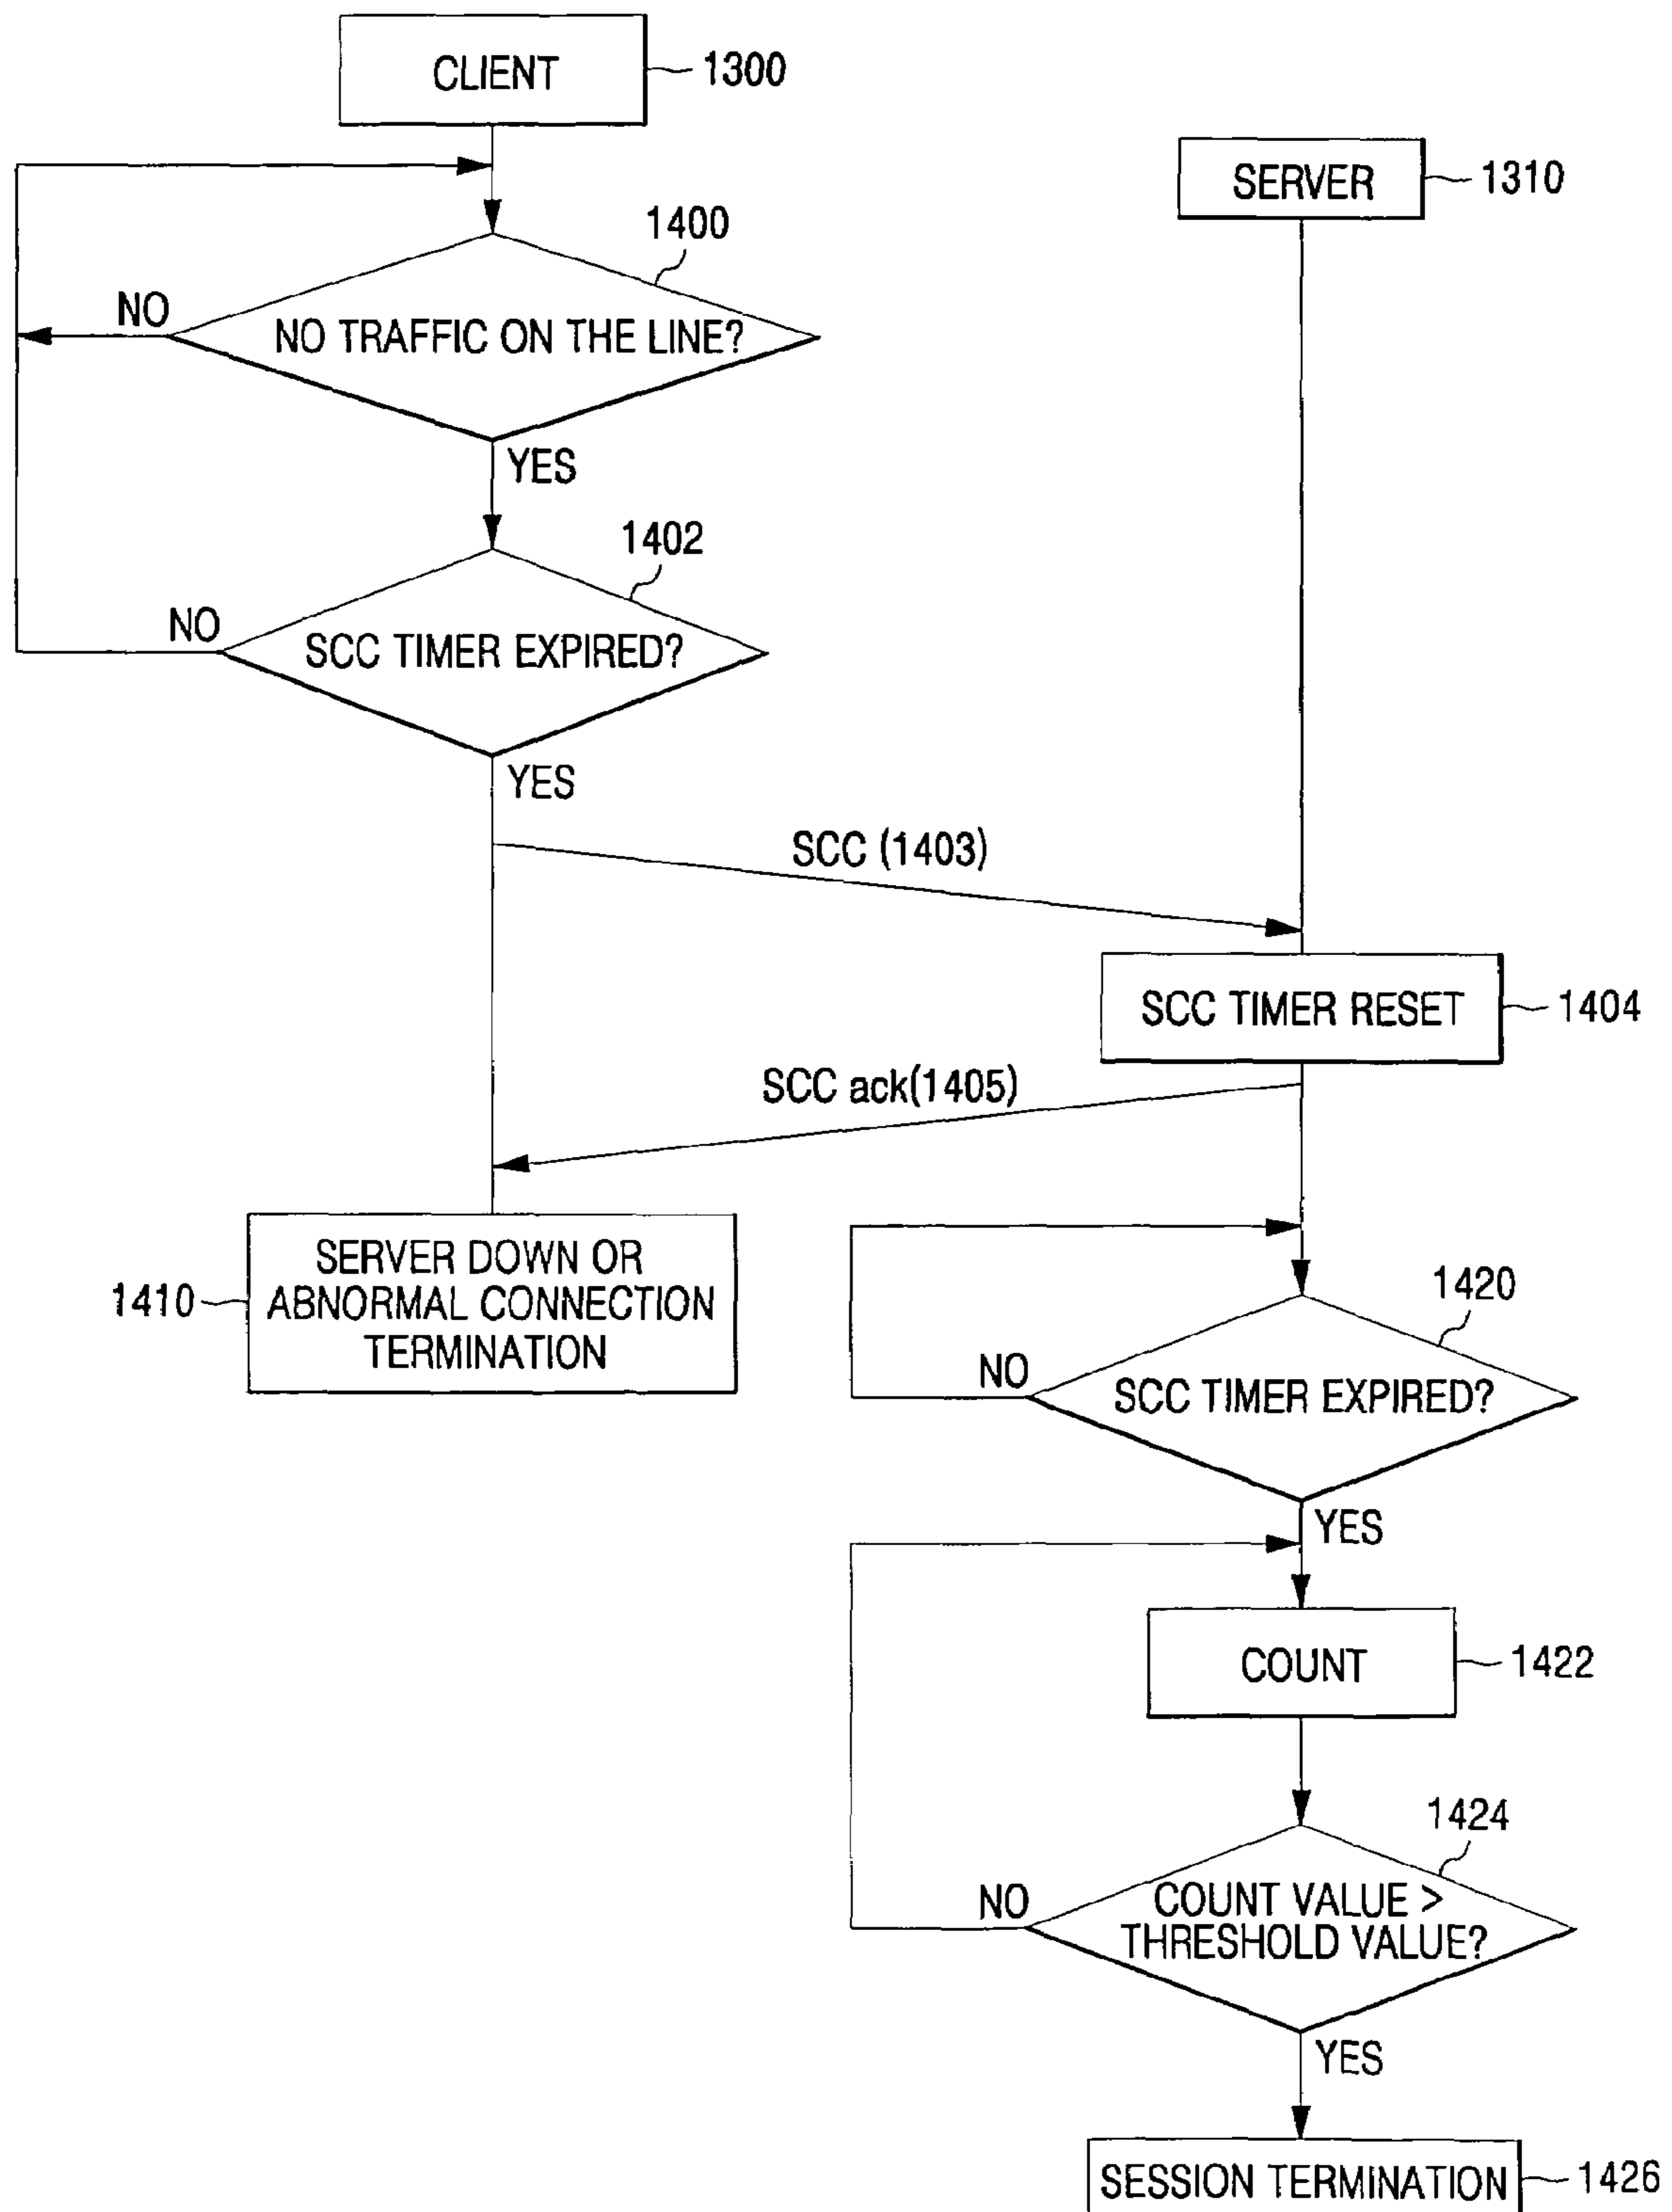 CLIENT
1300
SERVER
1310
1400
NO
NO TRAFFIC ON THE LINE?
YES
1402
NO
SCC TIMER EXPIRED?
YES
SCC (1403)
SCC TIMER RESET
1404
SCC ack(1405)
SERVER DOWN OR
ABNORMAL CONNECTION
TERMINATION
1410
1420
NO
SCC TIMER EXPIRED?
YES
COUNT
1422
1424
NO
COUNT VALUE >
THRESHOLD VALUE?
YES
SESSION TERMINATION
1426